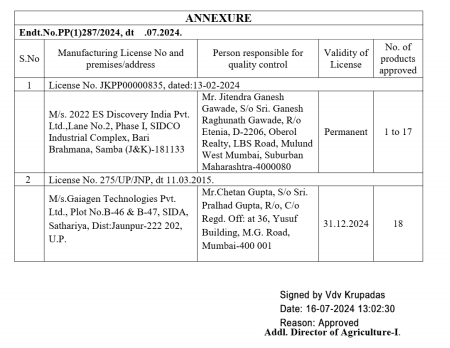 ANNEXURE
Endt.No.PP(1)287/2024, dt .07.2024.
S.No
Manufacturing License No and
premises/address
Person responsible for
quality control
Validity of
License
No. of
products
approved
1
License No. JKPP00000835, dated:13-02-2024
M/s. 2022 ES Discovery India Pvt.
Ltd.,Lane No.2, Phase I, SIDCO
Industrial Complex, Bari
Brahmana, Samba (J&K)-181133
Mr. Jitendra Ganesh
Gawade, S/o Sri. Ganesh
Raghunath Gawade, R/o
Etenia, D-2206, Oberol
Realty, LBS Road, Mulund
West Mumbai, Suburban
Maharashtra-4000080
Permanent
1 to 17
2
License No. 275/UP/JNP, dt 11.03.2015.
M/s.Gaiagen Technologies Pvt.
Ltd., Plot No.B-46 & B-47, SIDA,
Sathariya, Dist:Jaunpur-222 202,
U.P.
Mr.Chetan Gupta, S/o Sri.
Pralhad Gupta, R/o, C/o
Regd. Off: at 36, Yusuf
Building, M.G. Road,
Mumbai-400 001
31.12.2024
18
Signed by Vdv Krupadas
Date: 16-07-2024 13:02:30
Reason: Approved
Addl. Director of Agriculture-I.